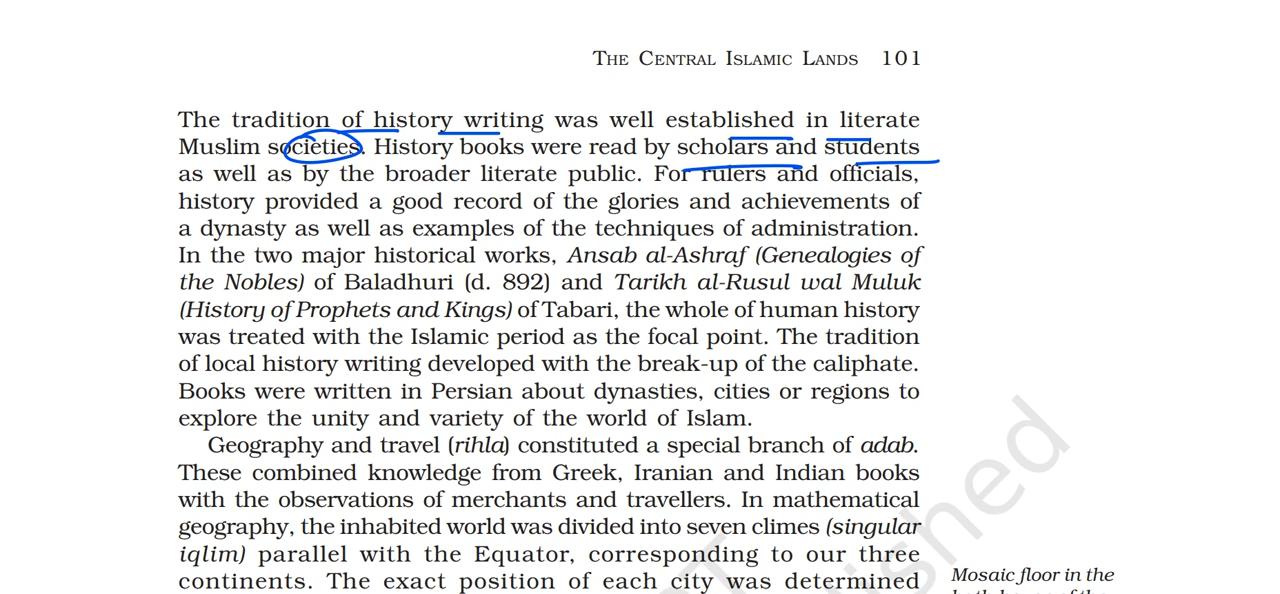 THE CENTRAL ISLAMIC LANDS 101
The tradition of history writing was well established in literate
Muslim societies. History books were read by scholars and students
as well as by the broader literate public. For rulers and officials,
history provided a good record of the glories and achievements of
a dynasty as well as examples of the techniques of administration.
In the two major historical works, Ansab al-Ashraf (Genealogies of
the Nobles) of Baladhuri (d. 892) and Tarikh al-Rusul wal Muluk
(History of Prophets and Kings) of Tabari, the whole of human history
was treated with the Islamic period as the focal point. The tradition
of local history writing developed with the break-up of the caliphate.
Books were written in Persian about dynasties, cities or regions to
explore the unity and variety of the world of Islam.
Geography and travel (rihla) constituted a special branch of adab.
These combined knowledge from Greek, Iranian and Indian books
with the observations of merchants and travellers. In mathematical
geography, the inhabited world was divided into seven climes (singular
iqlim) parallel with the Equator, corresponding to our three
continents. The exact position of each city was determined
Mosaic floor in the